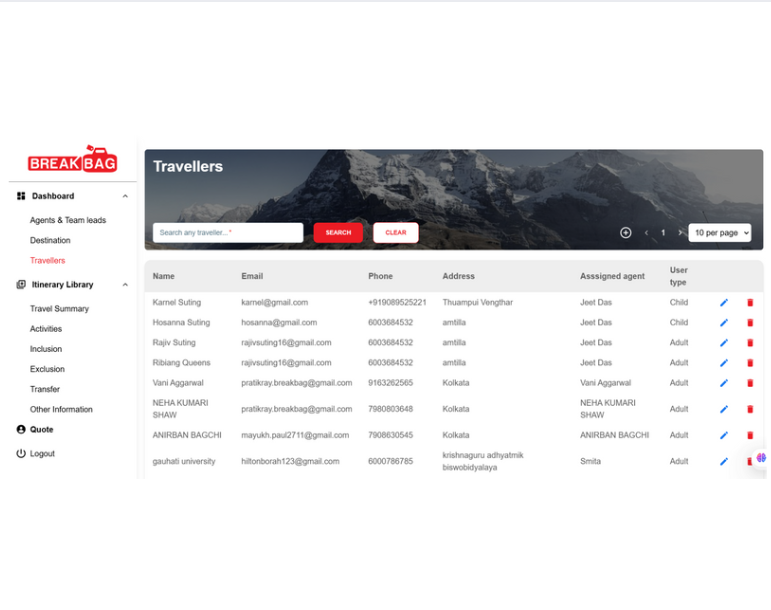 BREAKBAG
Dashboard
Agents & Team leads
Destination
Travellers
Itinerary Library
Travel Summary
Activities
Inclusion
Exclusion
Transfer
Other Information
Quote
Logout
Travellers
Search any traveller... *
SEARCH
CLEAR
1
10 per page
Name Email Phone Address Asssigned agent User type
Karnel Suting karnel@gmail.com +919089525221 Thuampui Vengthar Jeet Das Child
Hosanna Suting hosanna@gmail.com 6003684532 amtilla Jeet Das Child
Rajiv Suting rajivsuting16@gmail.com 6003684532 amtilla Jeet Das Adult
Ribiang Queens rajivsuting16@gmail.com 6003684532 amtilla Jeet Das Adult
Vani Aggarwal pratikray.breakbag@gmail.com 9163262565 Kolkata Vani Aggarwal Adult
NEHA KUMARI SHAW pratikray.breakbag@gmail.com 7980803648 Kolkata NEHA KUMARI SHAW Adult
ANIRBAN BAGCHI mayukh.paul2711@gmail.com 7908630545 Kolkata ANIRBAN BAGCHI Adult
gauhati university hiltonborah123@gmail.com 6000786785 krishnaguru adhyatmik biswobidyalaya Smita Adult